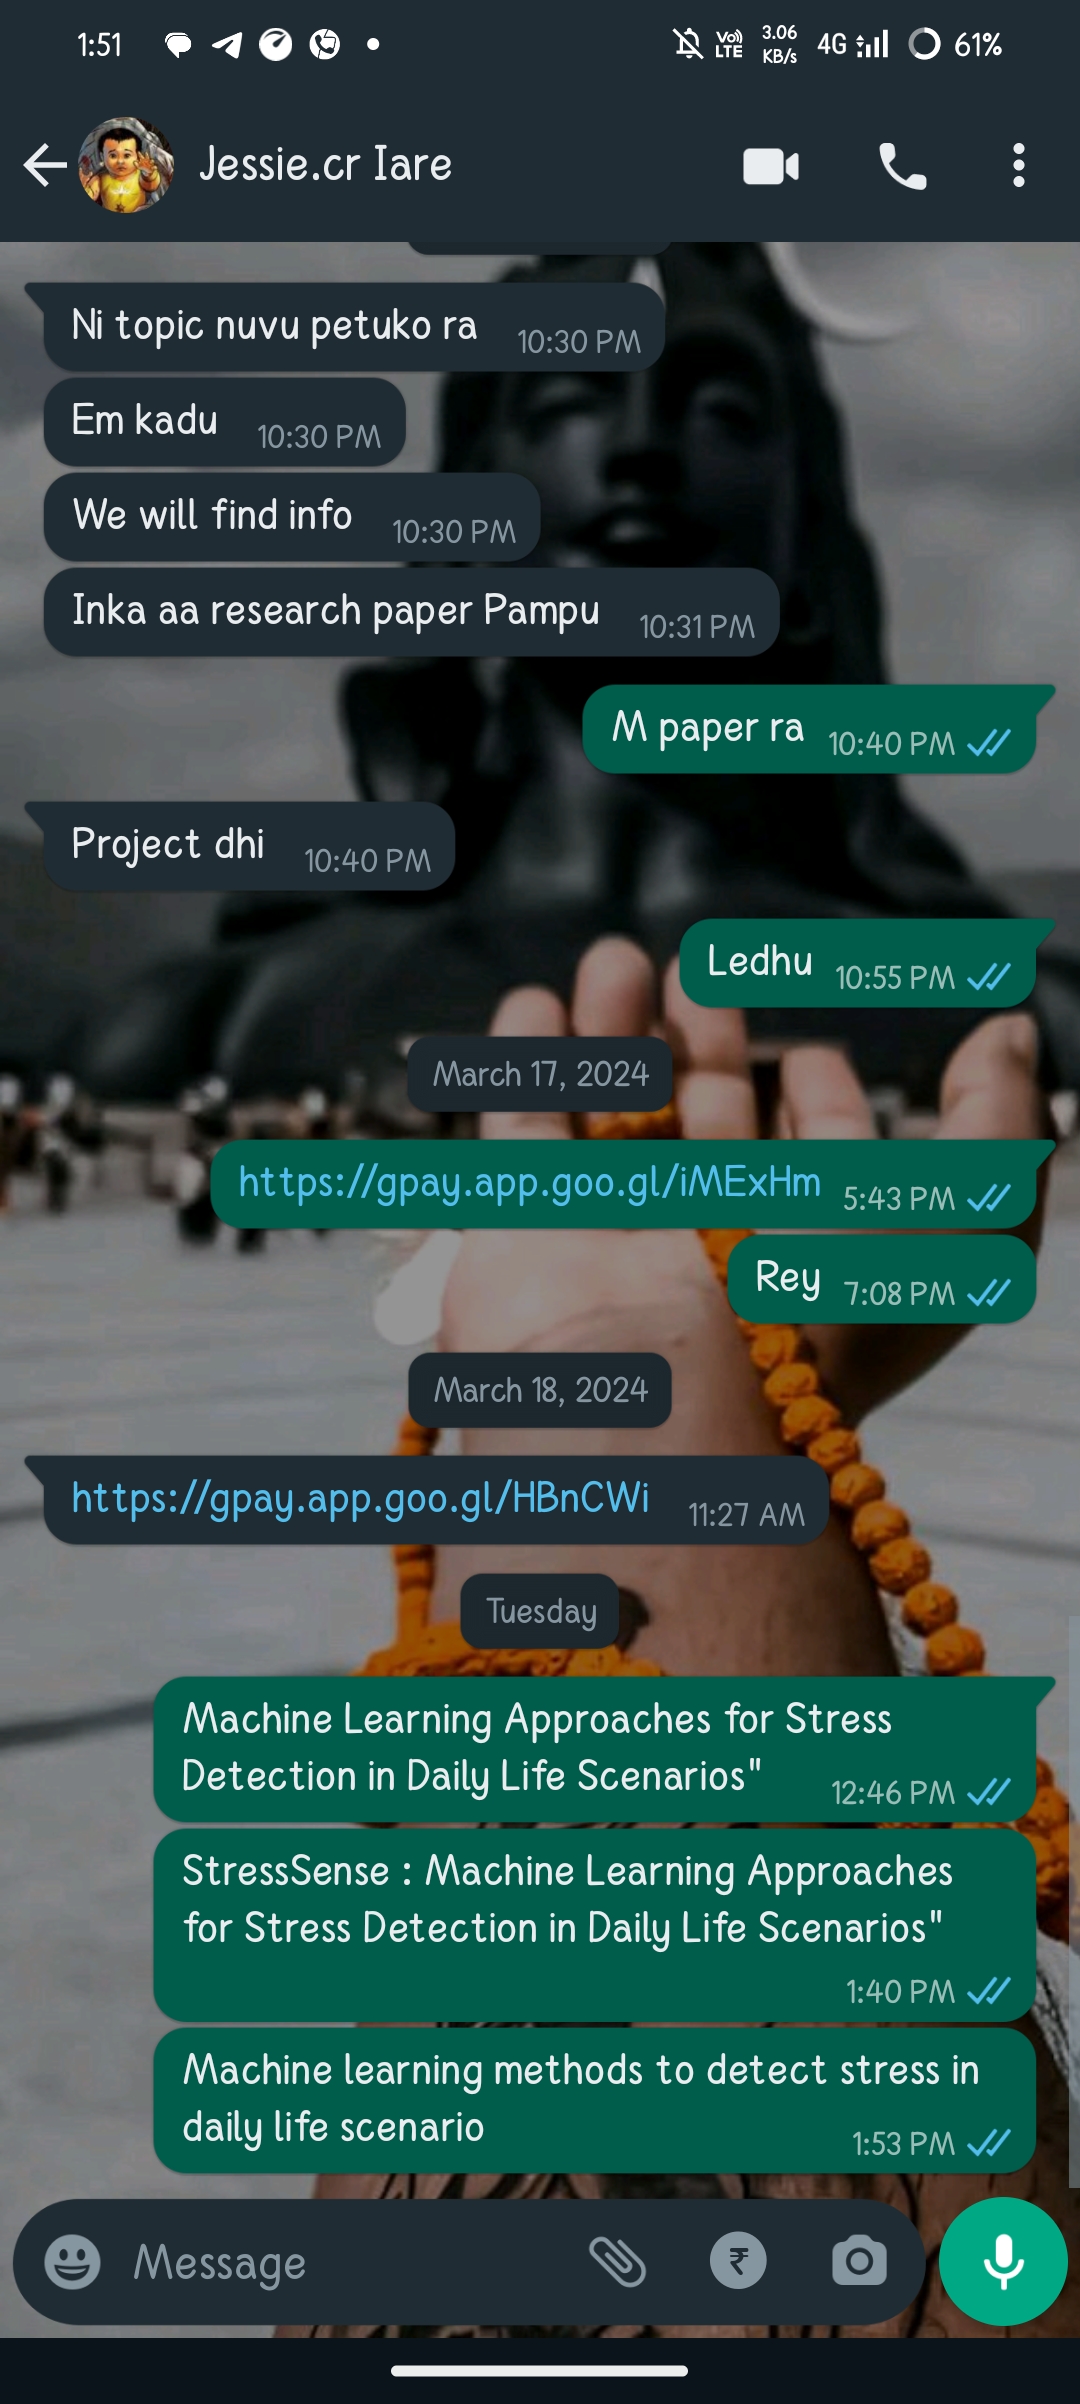 1:51
Vo)
LTE
3.06
KB/s
4G
61%
Jessie.cr Iare
Ni topic nuvu petuko ra
10:30 PM
Em kadu
10:30 PM
We will find info
10:30 PM
Inka aa research paper Pampu
10:31 PM
M paper ra
10:40 PM
Project dhi
10:40 PM
Ledhu
10:55 PM
March 17, 2024
https://gpay.app.goo.gl/iMExHm
5:43 PM
Rey
7:08 PM
March 18, 2024
https://gpay.app.goo.gl/HBnCWi
11:27 AM
Tuesday
Machine Learning Approaches for Stress
Detection in Daily Life Scenarios"
12:46 PM
StressSense : Machine Learning Approaches
for Stress Detection in Daily Life Scenarios"
1:40 PM
Machine learning methods to detect stress in
daily life scenario
1:53 PM
Message
₹